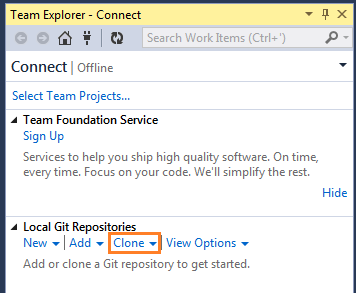 Team Explorer - Connect
Search Work Items (Ctrl+')
Connect | Offline
Select Team Projects...
Team Foundation Service
Sign Up
Services to help you ship high quality software. On time,
every time. Focus on your code. We'll simplify the rest.
Hide
Local Git Repositories
New | Add | Clone | View Options
Add or clone a Git repository to get started.